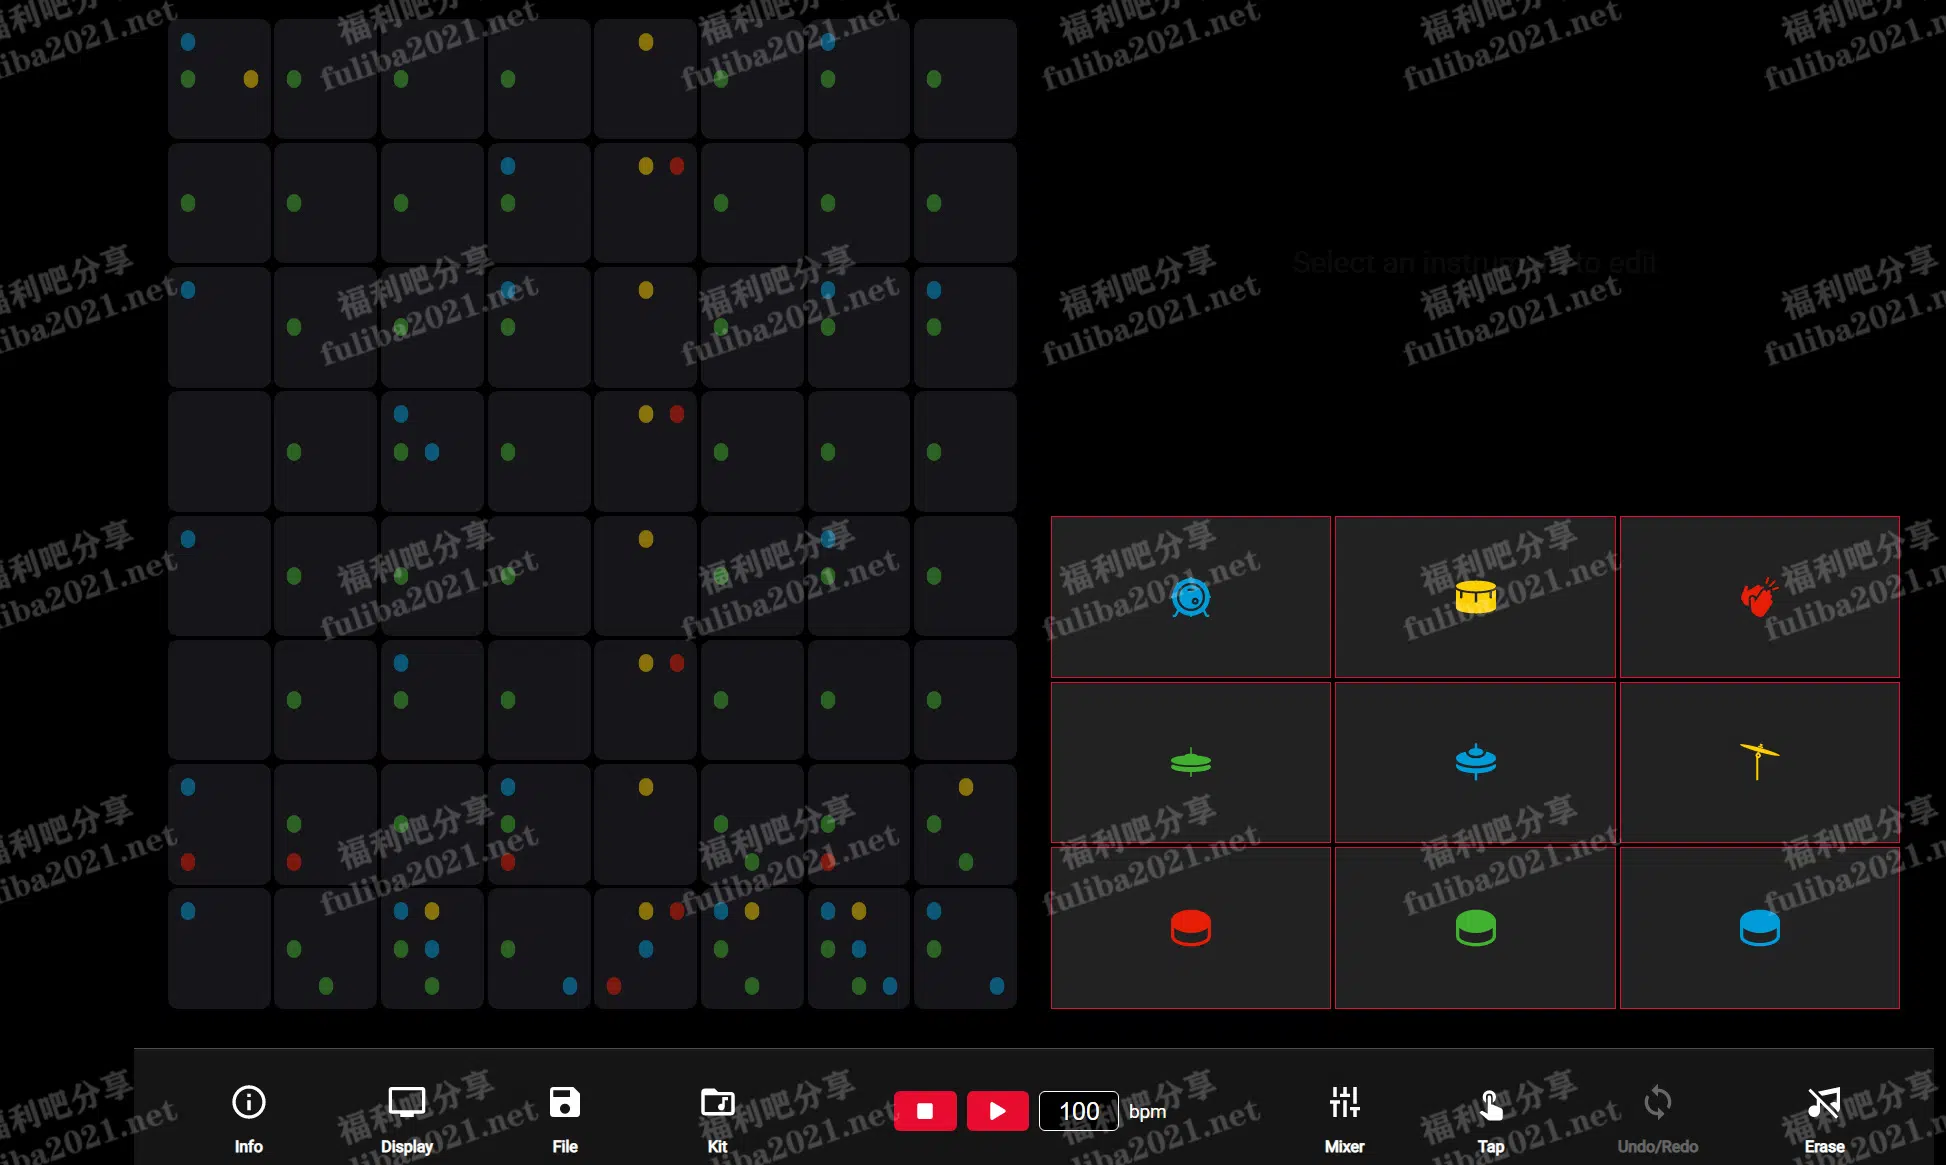 福利吧分享
fuliba2021.net
Select an instrument to edit
Info
Display
File
Kit
100 bpm
Mixer
Tap
Undo/Redo
Erase